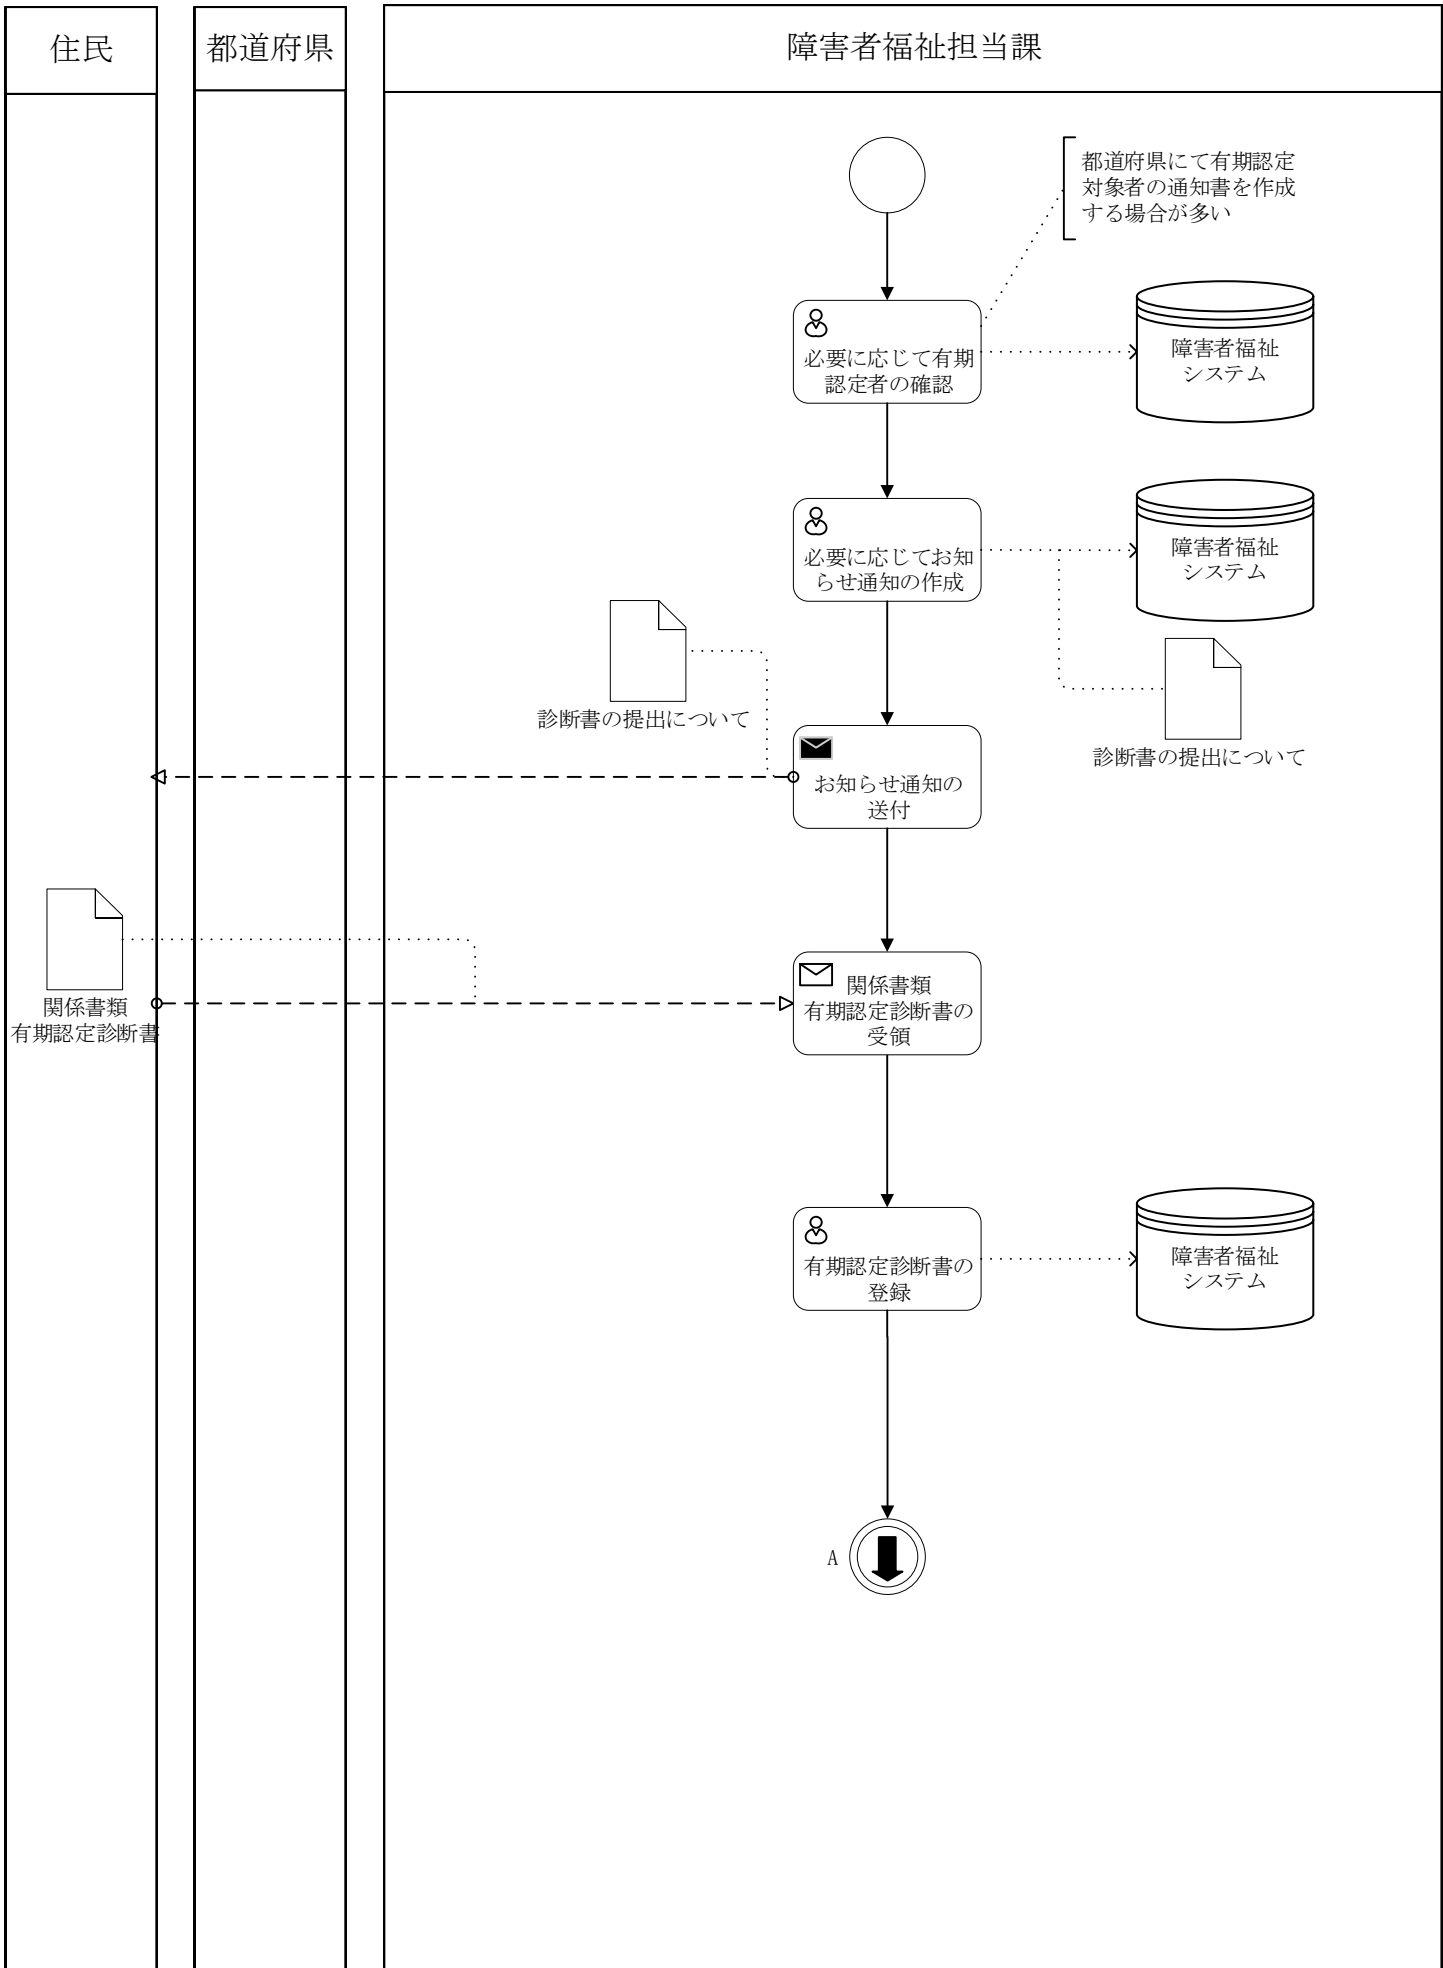 住民
都道府県
障害者福祉担当課
都道府県にて有期認定
対象者の通知書を作成
する場合が多い
必要に応じて有期
認定者の確認
障害者福祉
システム
必要に応じてお知
らせ通知の作成
障害者福祉
システム
診断書の提出について
診断書の提出について
お知らせ通知の
送付
関係書類
有期認定診断書
関係書類
有期認定診断書の
受領
有期認定診断書の
登録
障害者福祉
システム
A